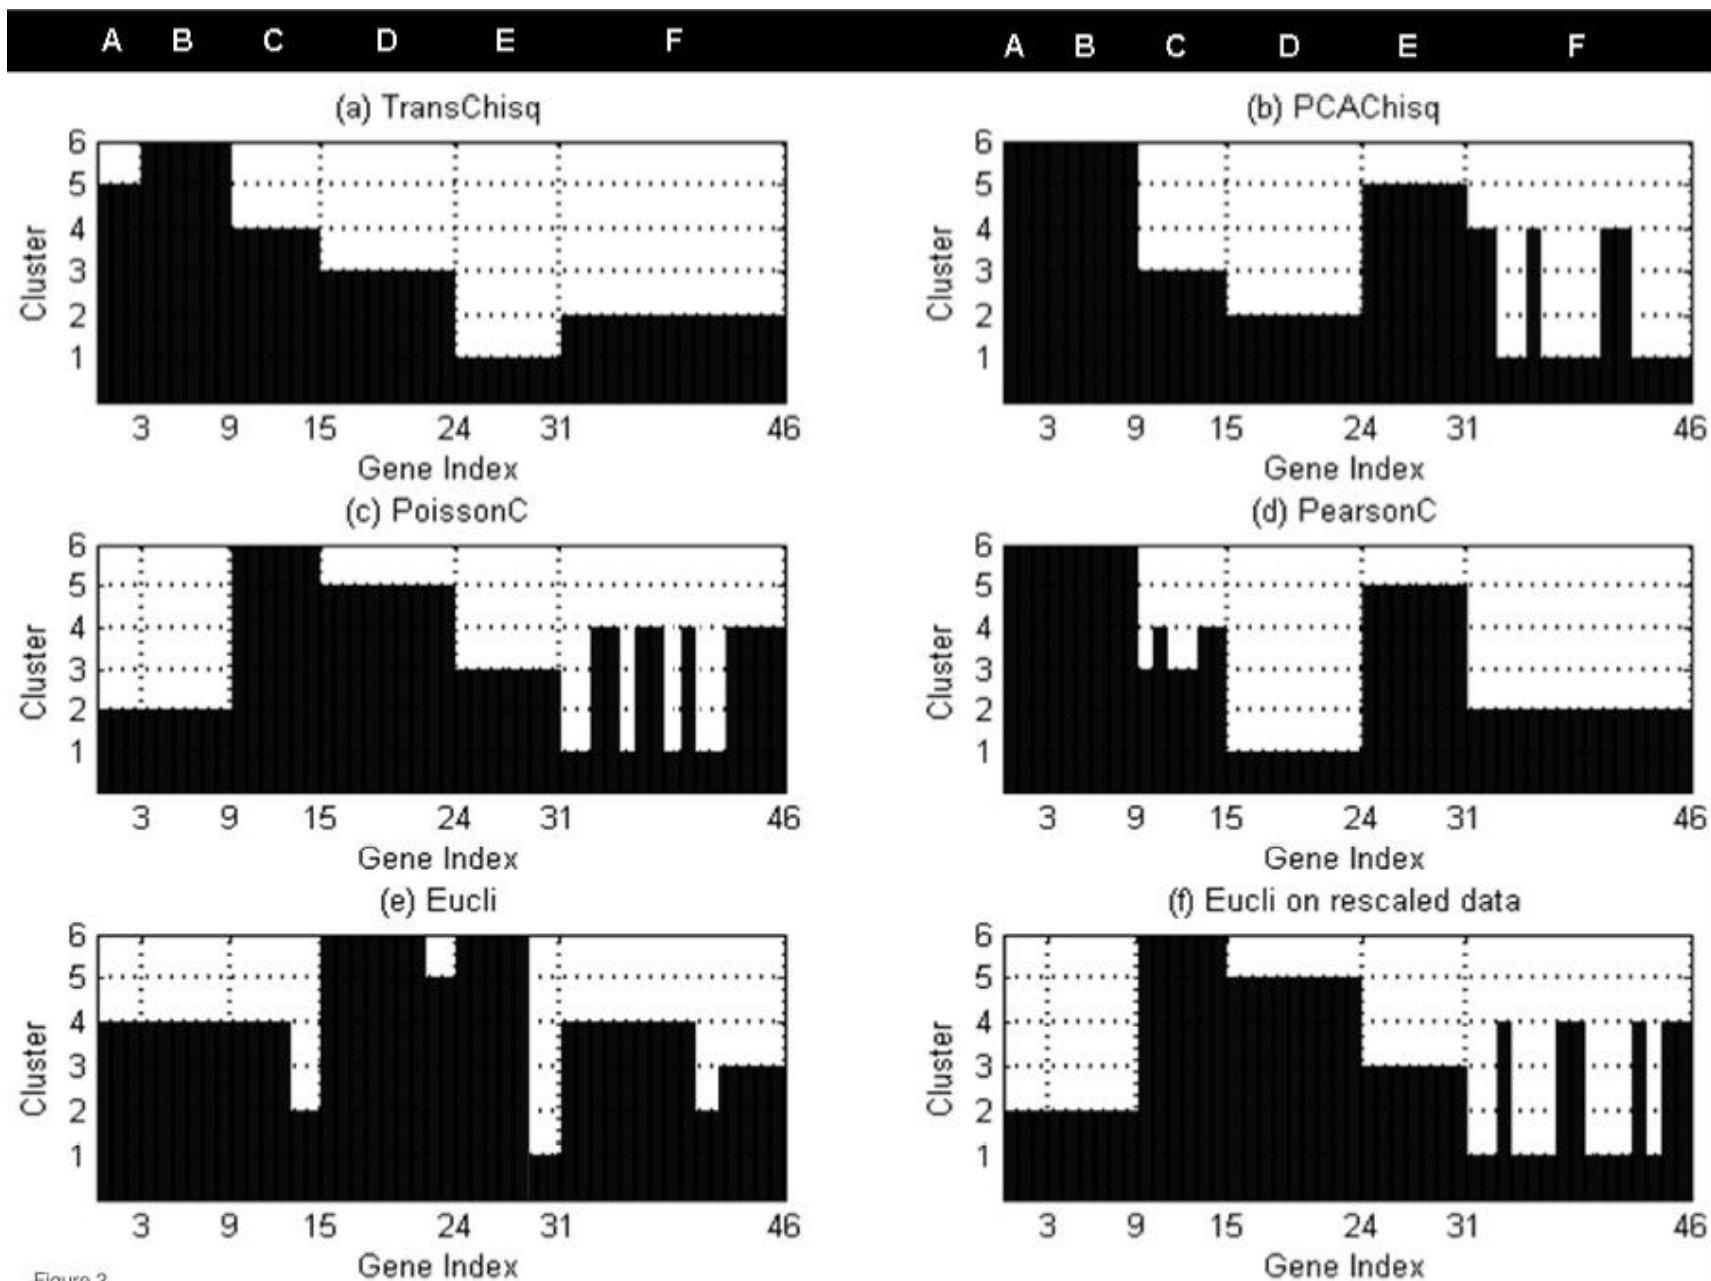 A B C D E F A B C D E F
(a) TransChisq
6
5
4
3
2
1
Cluster
3 9 15 24 31 46
Gene Index
(b) PCAChisq
6
5
4
3
2
1
Cluster
3 9 15 24 31 46
Gene Index
(c) PoissonC
6
5
4
3
2
1
Cluster
3 9 15 24 31 46
Gene Index
(d) PearsonC
6
5
4
3
2
1
Cluster
3 9 15 24 31 46
Gene Index
(e) Eucli
6
5
4
3
2
1
Cluster
3 9 15 24 31 46
Gene Index
(f) Eucli on rescaled data
6
5
4
3
2
1
Cluster
3 9 15 24 31 46
Gene Index
Figure